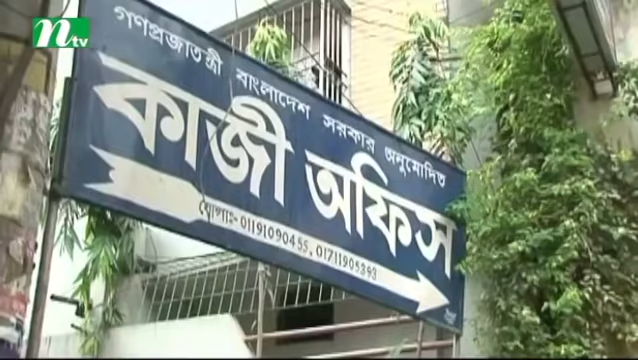 ntv
গণপ্রজাতন্ত্রী বাংলাদেশ সরকার অনুমোদিত
কাজী অফিস
যোগাঃ- 01191090455, 01711905393